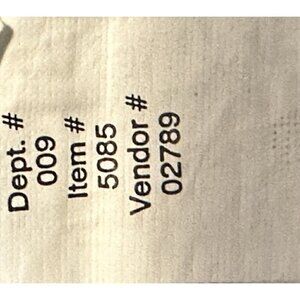 Dept. #
009
Item #
5085
Vendor #
02789